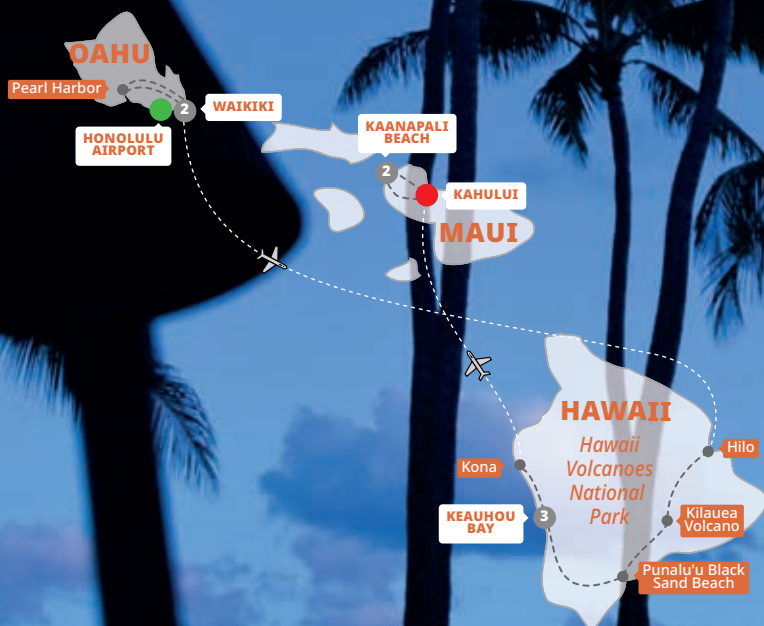 OAHU
Pearl Harbor
2
WAIKIKI
HONOLULU
AIRPORT
KAANAPALI
BEACH
2
KAHULUI
MAUI
HAWAII
Hawaii
Volcanoes
National
Park
Kona
Hilo
KEAUHOU
BAY
3
Kilauea
Volcano
Punalu'u Black
Sand Beach